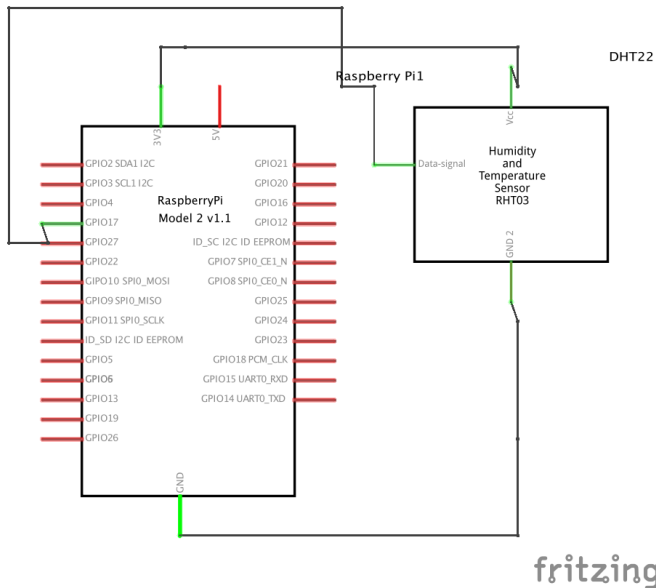 DHT22
Raspberry Pi1
3V3
5V
Vcc
GPIO2 SDA1 I2C
GPIO3 SCL1 I2C
GPIO4
GPIO17
GPIO27
GPIO22
GIPO10 SPI0_MOSI
GPIO9 SPI0_MISO
GPIO11 SPI0_SCLK
ID_SD I2C ID EEPROM
GPIO5
GPIO6
GPIO13
GPIO19
GPIO26
RaspberryPi
Model 2 v1.1
GPIO21
GPIO20
GPIO16
GPIO12
ID_SC I2C ID EEPROM
GPIO7 SPI0_CE1_N
GPIO8 SPI0_CE0_N
GPIO25
GPIO24
GPIO23
GPIO18 PCM_CLK
GPIO15 UART0_RXD
GPIO14 UART0_TXD
GND
Data-signal
Humidity
and
Temperature
Sensor
RHT03
GND 2
fritzing